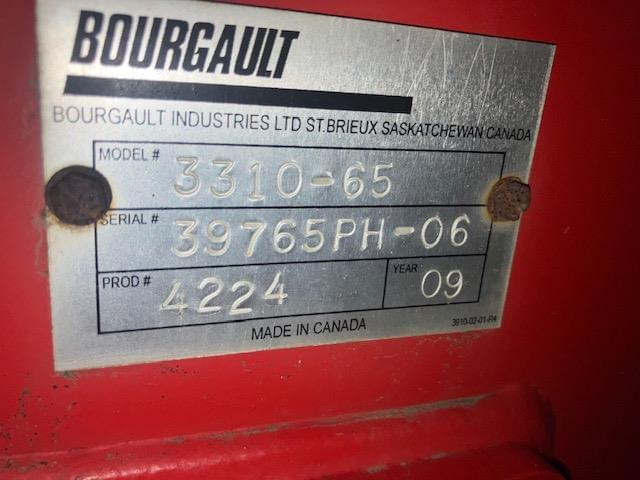 BOURGAULT
BOURGAULT INDUSTRIES LTD ST.BRIEUX SASKATCHEWAN CANADA
MODEL # 3310-65
SERIAL # 39765PH-06
PROD # 4224 YEAR 09
MADE IN CANADA 3910-02-01-RA